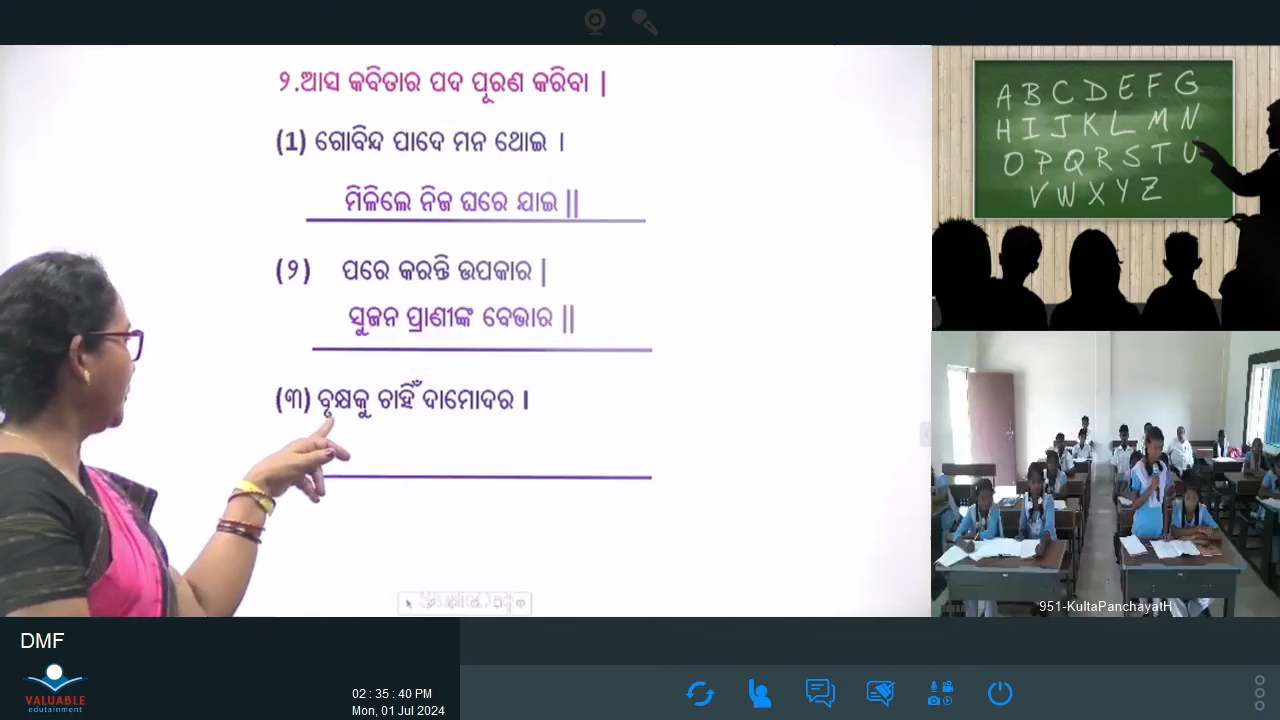 ୨.ଆସ କବିତାର ପଦ ପୂରଣ କରିବା |
(1) ଗୋବିନ୍ଦ ପାଦେ ମନ ଥୋଇ ।
ମିଳିଲେ ନିଜ ଘରେ ଯାଇ ||
(୨) ପରେ କରନ୍ତି ଉପକାର |
ସୁଜନ ପ୍ରାଣୀଙ୍କ ବେଭାର ||
(୩) ବୃକ୍ଷକୁ ଚାହିଁ ଦାମୋଦର ।
A B C D E F G
H I J K L M N
O P Q R S T U
V W X Y Z
951-KultaPanchayatH
DMF
VALUABLE
edutainment
02 : 35 : 40 PM
Mon, 01 Jul 2024